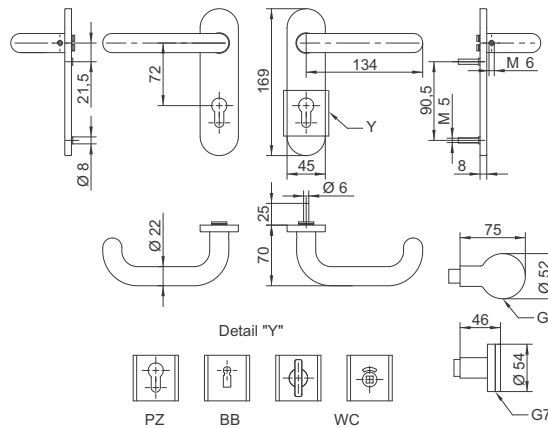 21,5
Ø 8
72
169
134
Y
45
M 6
90,5
M 5
8
Ø 22
Ø 6
25
70
75
Ø 52
G
46
Ø 54
G7
Detail "Y"
PZ
BB
WC